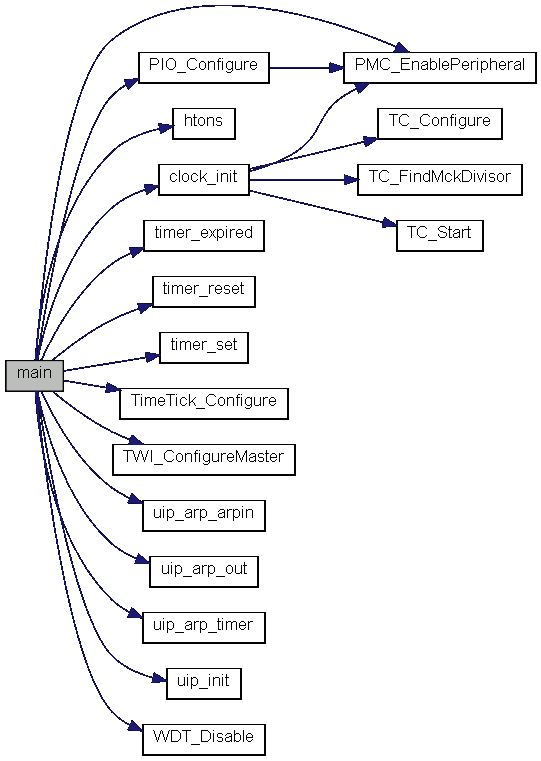 main
PIO_Configure
PMC_EnablePeripheral
htons
TC_Configure
clock_init
TC_FindMckDivisor
timer_expired
TC_Start
timer_reset
timer_set
TimeTick_Configure
TWI_ConfigureMaster
uip_arp_arpin
uip_arp_out
uip_arp_timer
uip_init
WDT_Disable